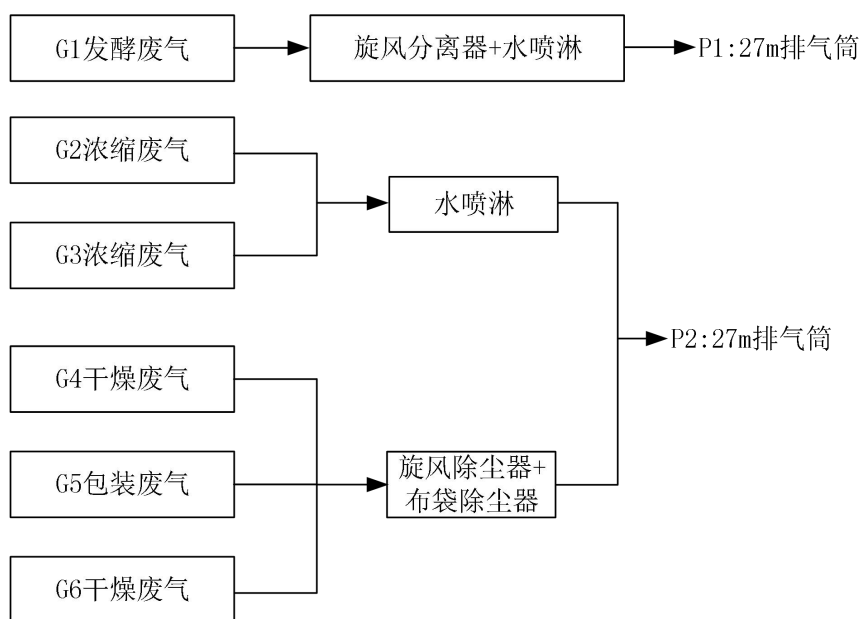 G1发酵废气
旋风分离器+水喷淋
P1:27m排气筒
G2浓缩废气
水喷淋
G3浓缩废气
P2:27m排气筒
G4干燥废气
G5包装废气
旋风除尘器+
布袋除尘器
G6干燥废气